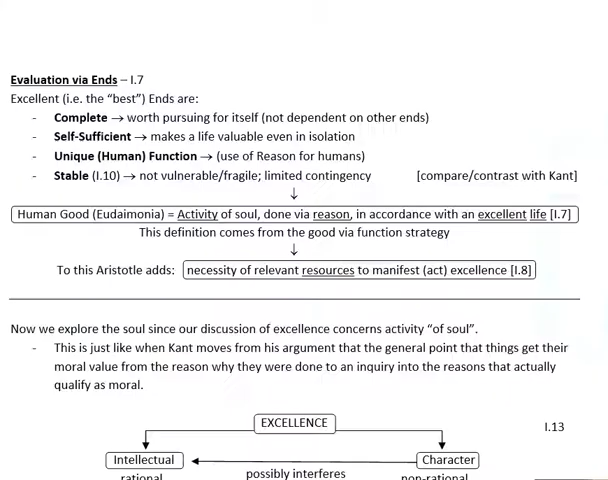 Evaluation via Ends – I.7
Excellent (i.e. the “best”) Ends are:
- Complete → worth pursuing for itself (not dependent on other ends)
- Self-Sufficient → makes a life valuable even in isolation
- Unique (Human) Function → (use of Reason for humans)
- Stable (I.10) → not vulnerable/fragile; limited contingency [compare/contrast with Kant]
↓
Human Good (Eudaimonia) = Activity of soul, done via reason, in accordance with an excellent life [I.7]
This definition comes from the good via function strategy
↓
To this Aristotle adds: necessity of relevant resources to manifest (act) excellence [I.8]
Now we explore the soul since our discussion of excellence concerns activity “of soul”.
- This is just like when Kant moves from his argument that the general point that things get their
moral value from the reason why they were done to an inquiry into the reasons that actually
qualify as moral.
EXCELLENCE I.13
Intellectual Character
rational possibly interferes non-rational